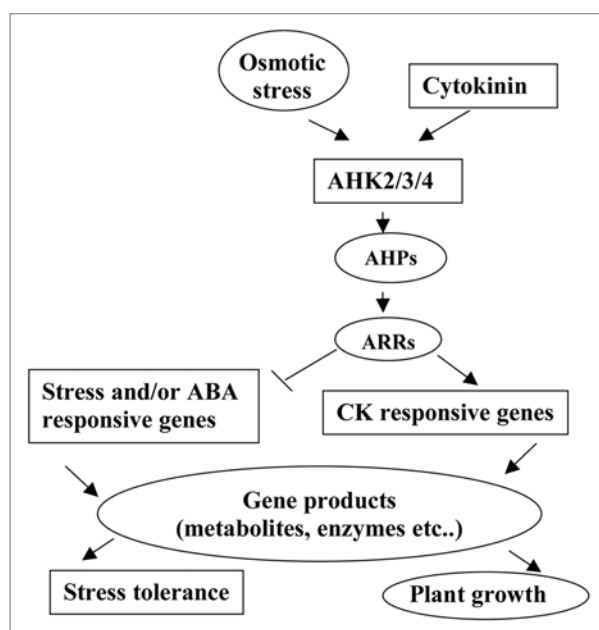 Osmotic
stress
Cytokinin
AHK2/3/4
AHPs
ARRs
Stress and/or ABA
responsive genes
CK responsive genes
Gene products
(metabolites, enzymes etc..)
Stress tolerance
Plant growth